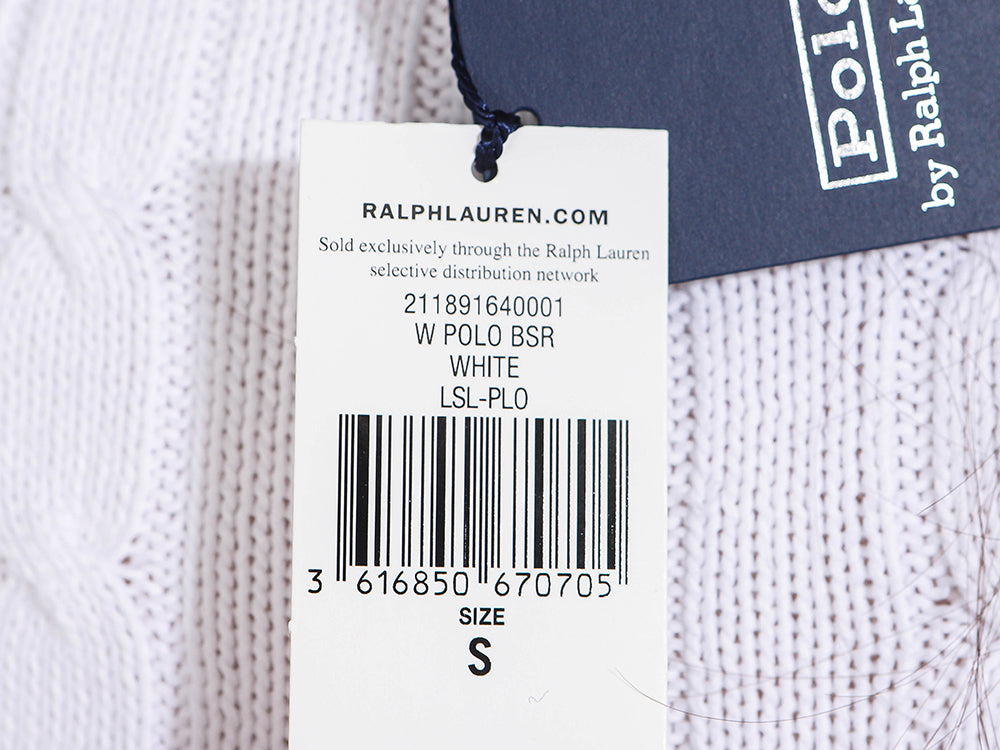 RALPHLAUREN.COM
Sold exclusively through the Ralph Lauren
selective distribution network
211891640001
W POLO BSR
WHITE
LSL-PLO
3 616850 670705
SIZE
S
Polo
by Ralph